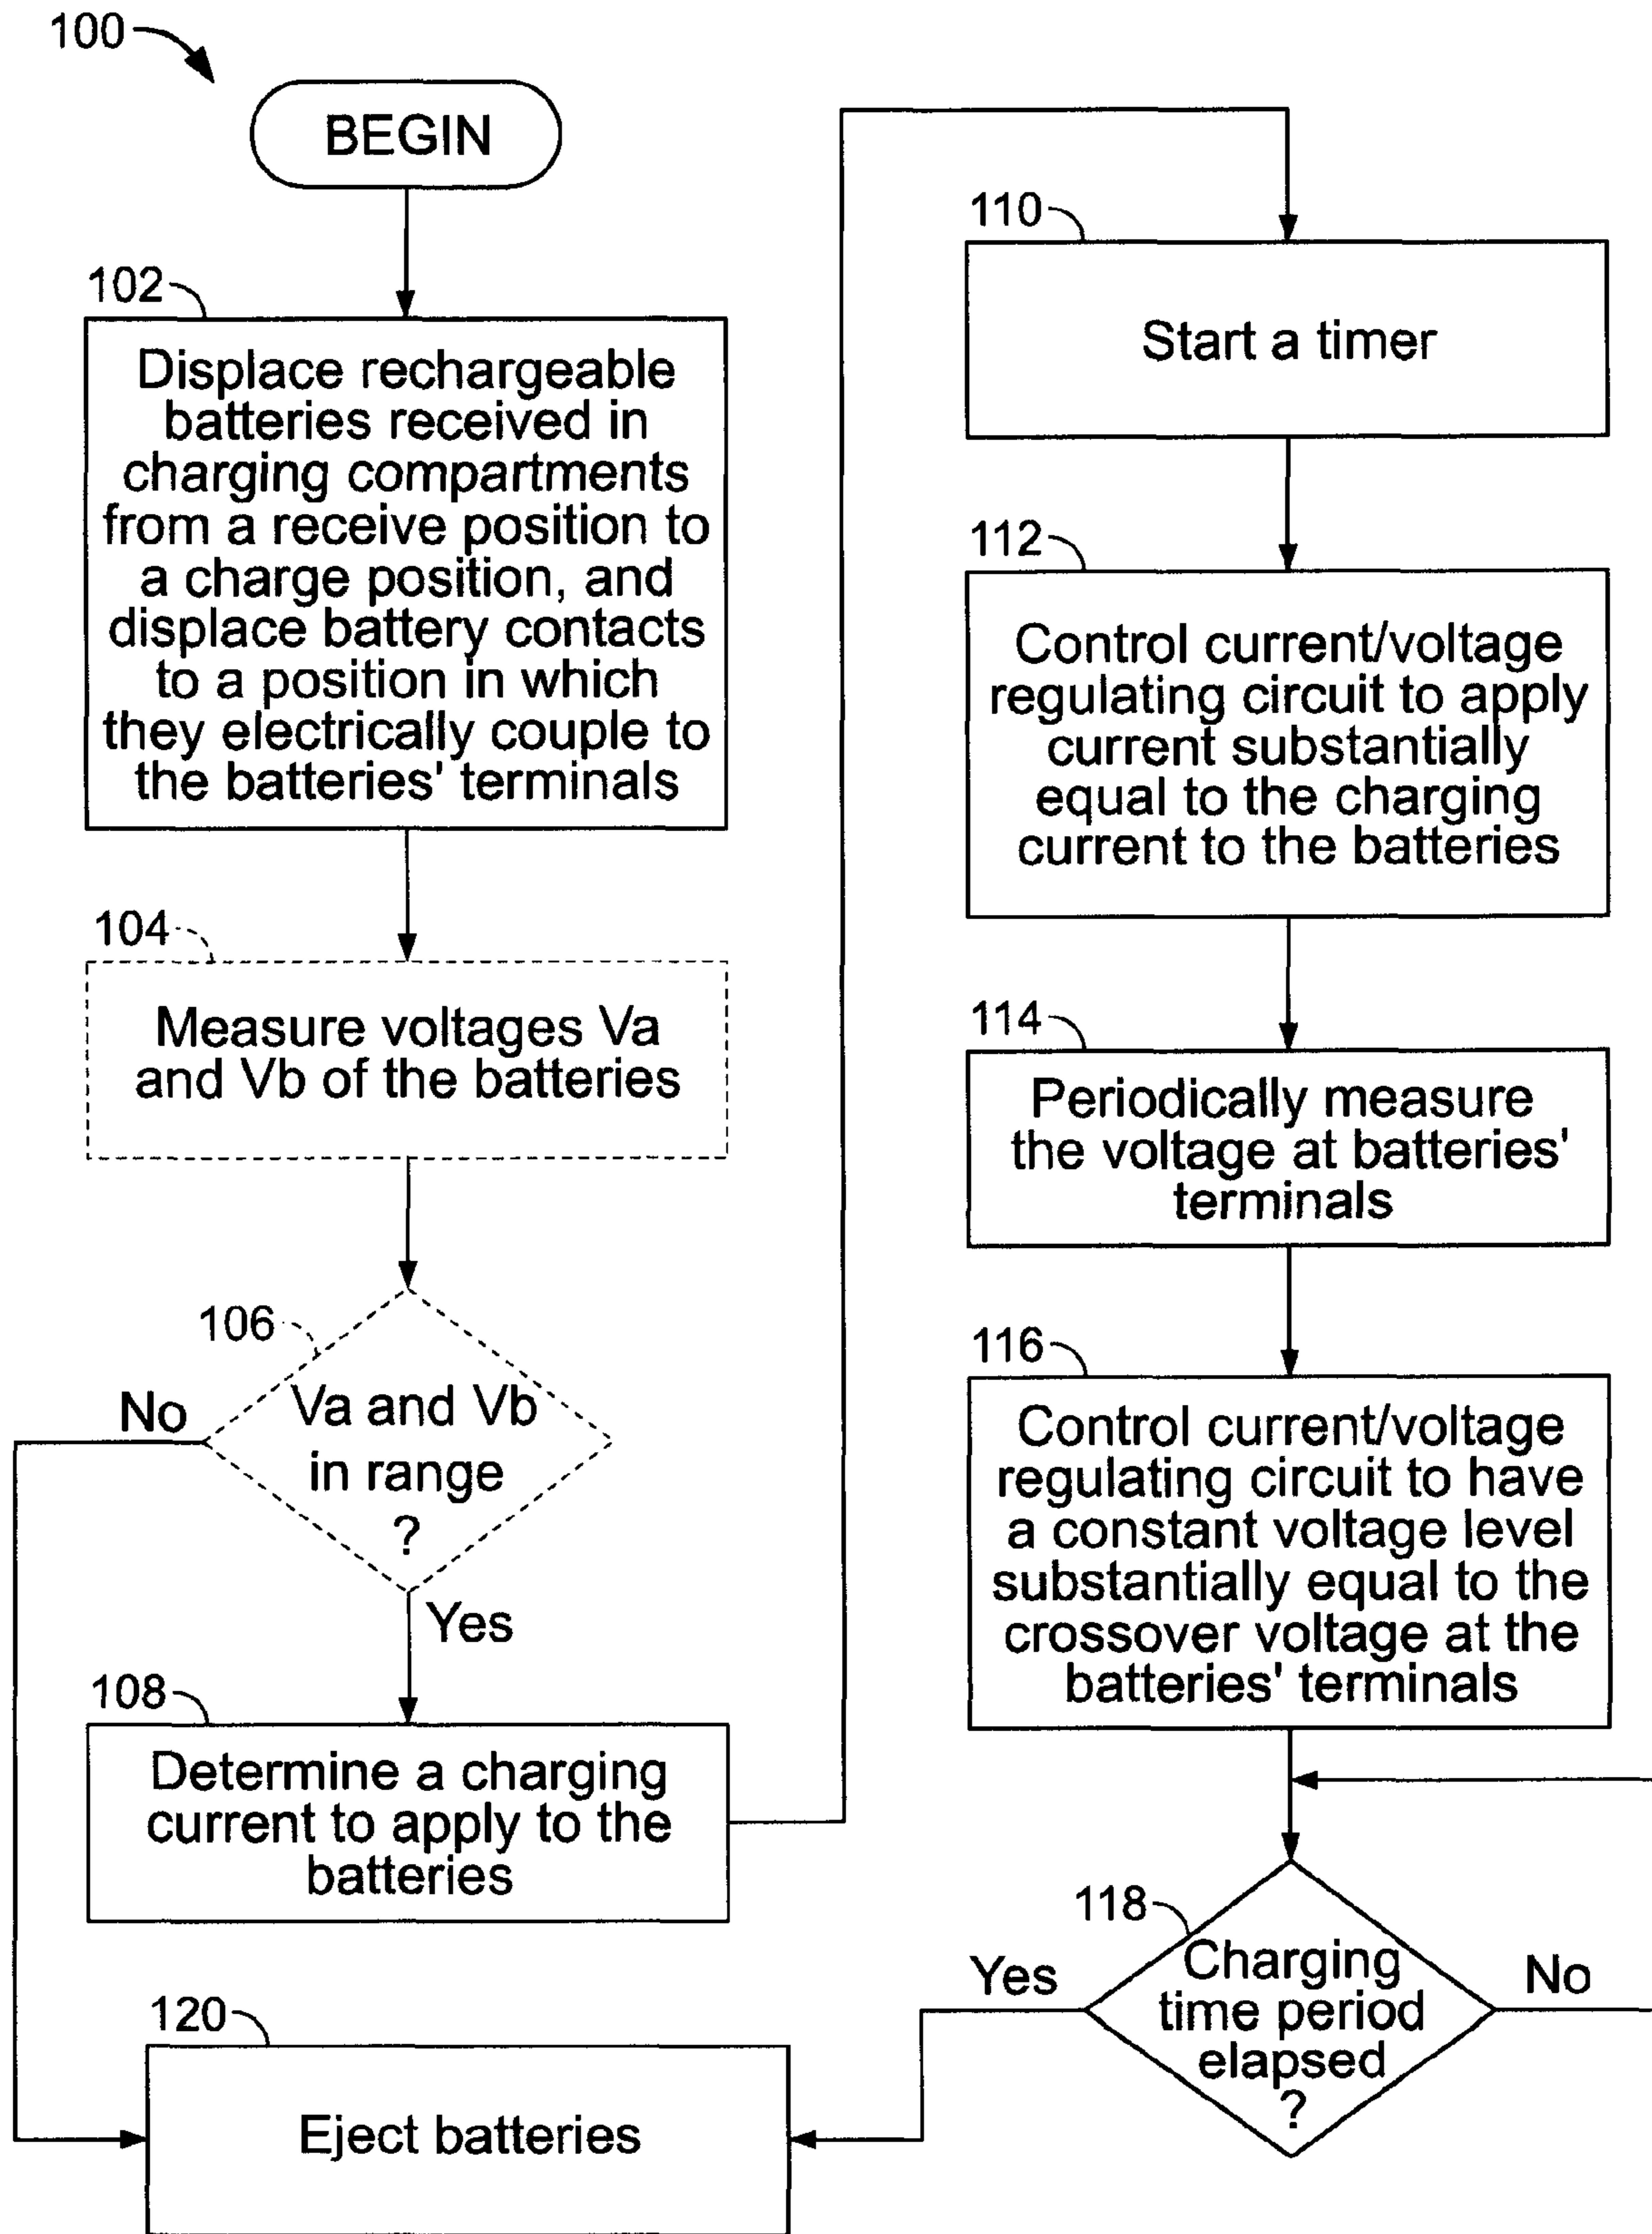 100
BEGIN
102
Displace rechargeable
batteries received in
charging compartments
from a receive position to
a charge position, and
displace battery contacts
to a position in which
they electrically couple to
the batteries' terminals
104
Measure voltages Va
and Vb of the batteries
106
Va and Vb
in range
?
No
Yes
108
Determine a charging
current to apply to the
batteries
110
Start a timer
112
Control current/voltage
regulating circuit to apply
current substantially
equal to the charging
current to the batteries
114
Periodically measure
the voltage at batteries'
terminals
116
Control current/voltage
regulating circuit to have
a constant voltage level
substantially equal to the
crossover voltage at the
batteries' terminals
118
Charging
time period
elapsed
?
Yes
No
120
Eject batteries